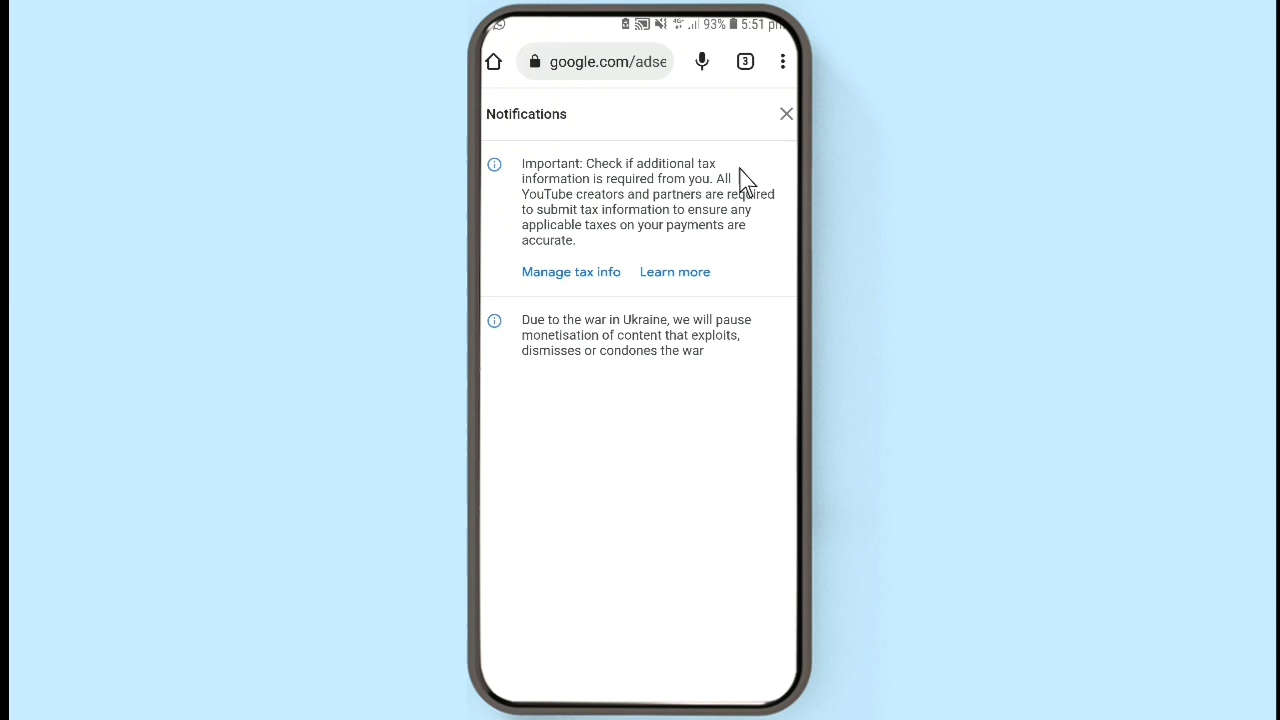 93% 5:51
google.com/adse
3
Notifications
Important: Check if additional tax
information is required from you. All
YouTube creators and partners are required
to submit tax information to ensure any
applicable taxes on your payments are
accurate.
Manage tax info Learn more
Due to the war in Ukraine, we will pause
monetisation of content that exploits,
dismisses or condones the war